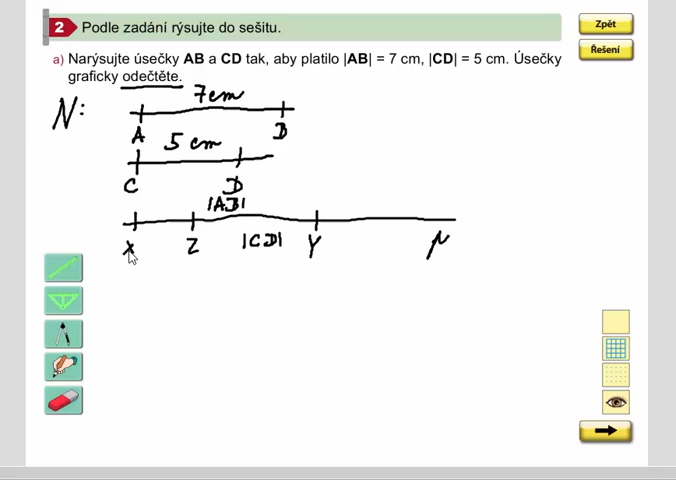 2 Podle zadání rýsujte do sešitu.
Zpět
Řešení
a) Narýsujte úsečky AB a CD tak, aby platilo |AB| = 7 cm, |CD| = 5 cm. Úsečky
graficky odečtěte.
N:
7cm
A B
5 cm
C D
|AB|
X Z |CD| Y p